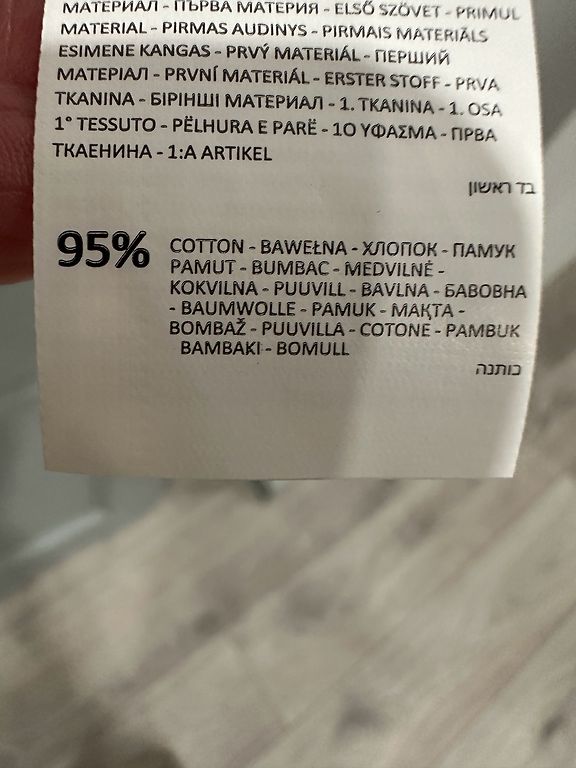 МАТЕРИАЛ - ПЪРВА МАТЕРИЯ - ELSŐ SZÖVET - PRIMUL
MATERIAL - PIRMAS AUDINYS - PIRMAIS MATERIĀLS
ESIMENE KANGAS - PRVÝ MATERIÁL - ПЕРШИЙ
МАТЕРІАЛ - PRVNÍ MATERIÁL - ERSTER STOFF - PRVA
TKANINA - БІРІНШІ МАТЕРИАЛ - 1. TKANINA - 1. OSA
1° TESSUTO - PËLHURA E PARË - 1Ο ΥΦΑΣΜΑ - ПРВА
ТКАЕНИНА - 1:A ARTIKEL
בד ראשון
95% COTTON - BAWEŁNA - ХЛОПОК - ПАМУК
PAMUT - BUMBAC - MEDVILNĖ -
KOKVILNA - PUUVILL - BAVLNA - БАВОВНА
- BAUMWOLLE - PAMUK - МАҚТА -
BOMBAŽ - PUUVILLA - COTONE - PAMBUK
BAMBAKI - BOMULL
כותנה